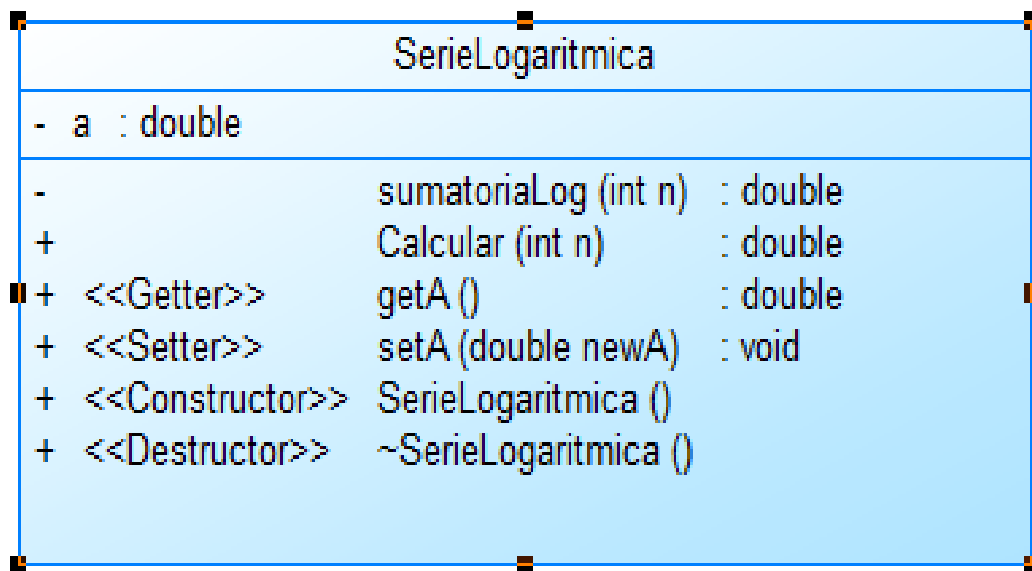 SerieLogaritmica
- a : double
- sumatoriaLog (int n) : double
+ Calcular (int n) : double
+ <<Getter>> getA () : double
+ <<Setter>> setA (double newA) : void
+ <<Constructor>> SerieLogaritmica ()
+ <<Destructor>> ~SerieLogaritmica ()